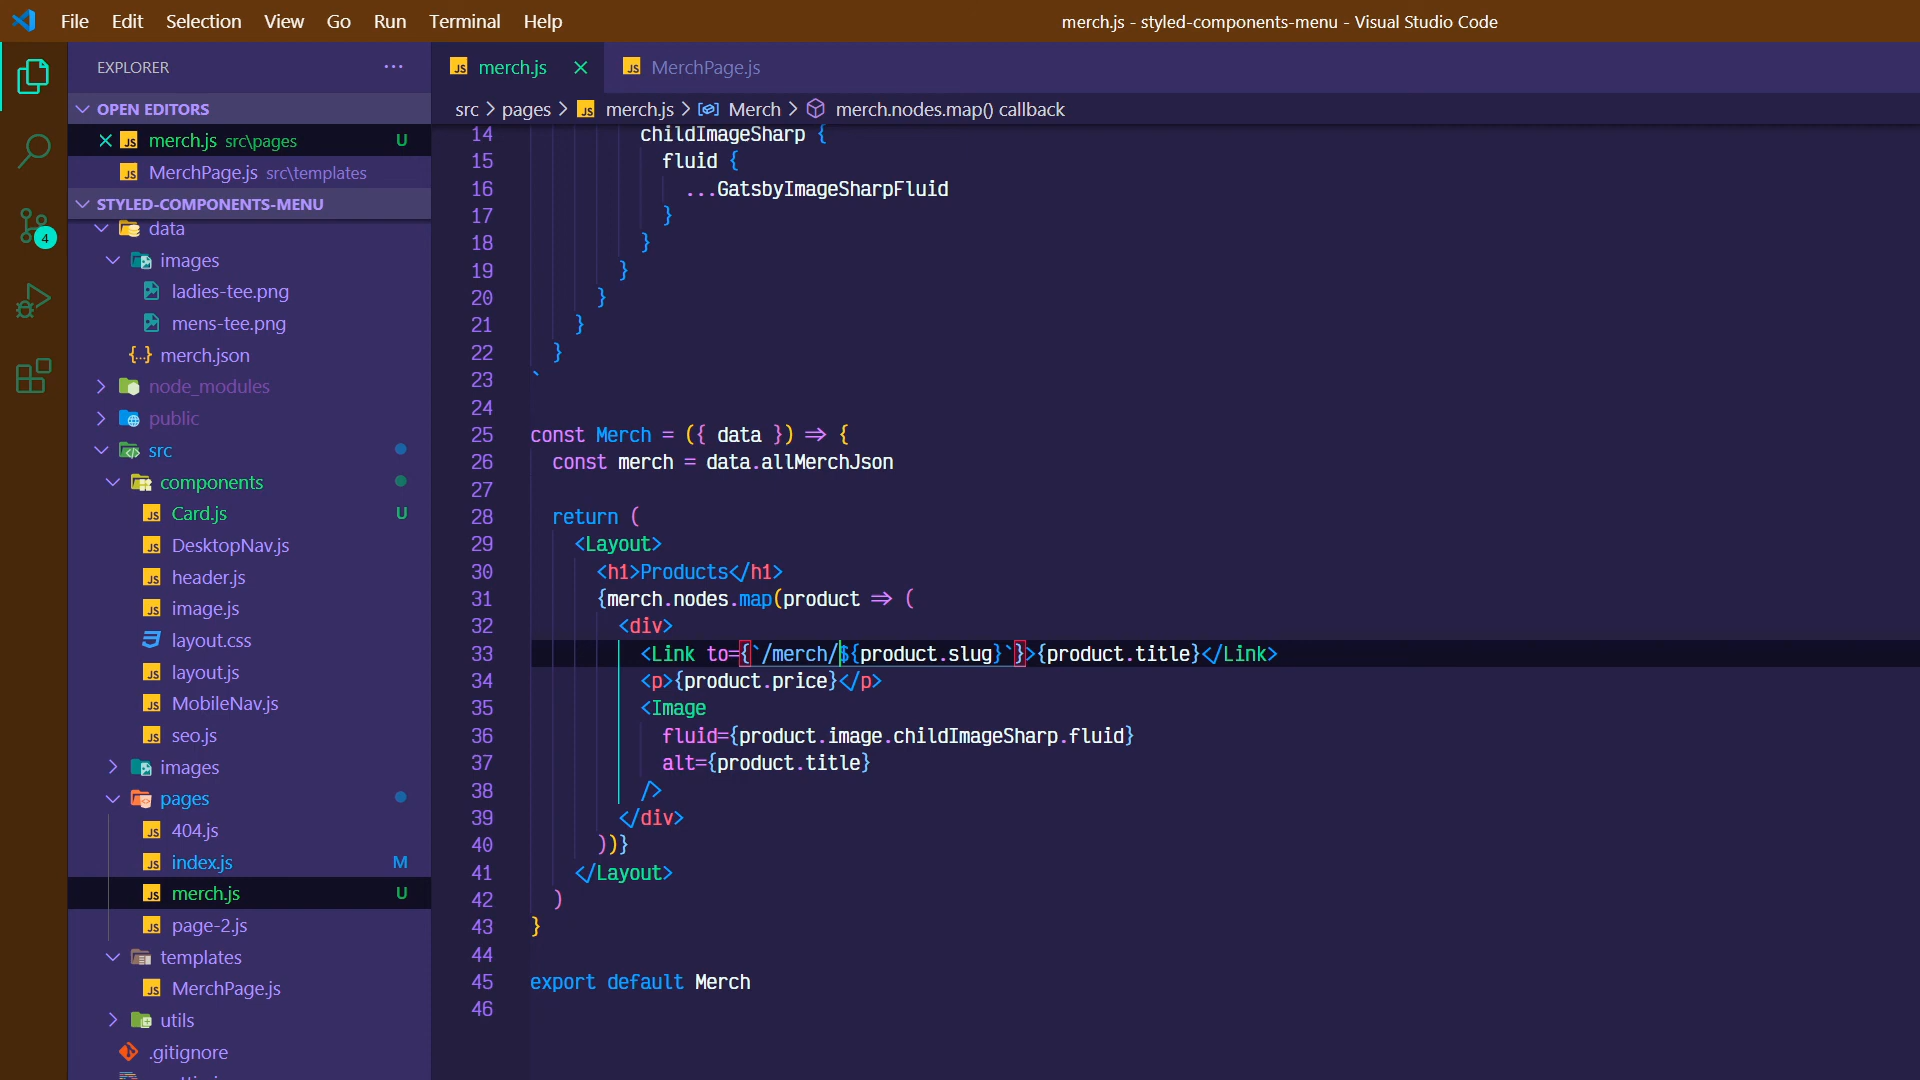 File Edit Selection View Go Run Terminal Help
merch.js - styled-components-menu - Visual Studio Code
EXPLORER ···
merch.js
MerchPage.js
OPEN EDITORS
merch.js src\pages U
MerchPage.js src\templates
STYLED-COMPONENTS-MENU
data
images
ladies-tee.png
mens-tee.png
{..} merch.json
node_modules
public
src
components
Card.js U
DesktopNav.js
header.js
image.js
layout.css
layout.js
MobileNav.js
seo.js
images
pages
404.js
index.js M
merch.js U
page-2.js
templates
MerchPage.js
utils
.gitignore
4
src > pages > JS merch.js > Merch > merch.nodes.map() callback
14 childImageSharp {
15 fluid {
16 ...GatsbyImageSharpFluid
17 }
18 }
19 }
20 }
21 }
22 }
23 `
24
25 const Merch = ({ data }) => {
26 const merch = data.allMerchJson
27
28 return (
29 <Layout>
30 <h1>Products</h1>
31 {merch.nodes.map(product => (
32 <div>
33 <Link to={`/merch/${product.slug}`}>{product.title}</Link>
34 <p>{product.price}</p>
35 <Image
36 fluid={product.image.childImageSharp.fluid}
37 alt={product.title}
38 />
39 </div>
40 ))}
41 </Layout>
42 )
43 }
44
45 export default Merch
46